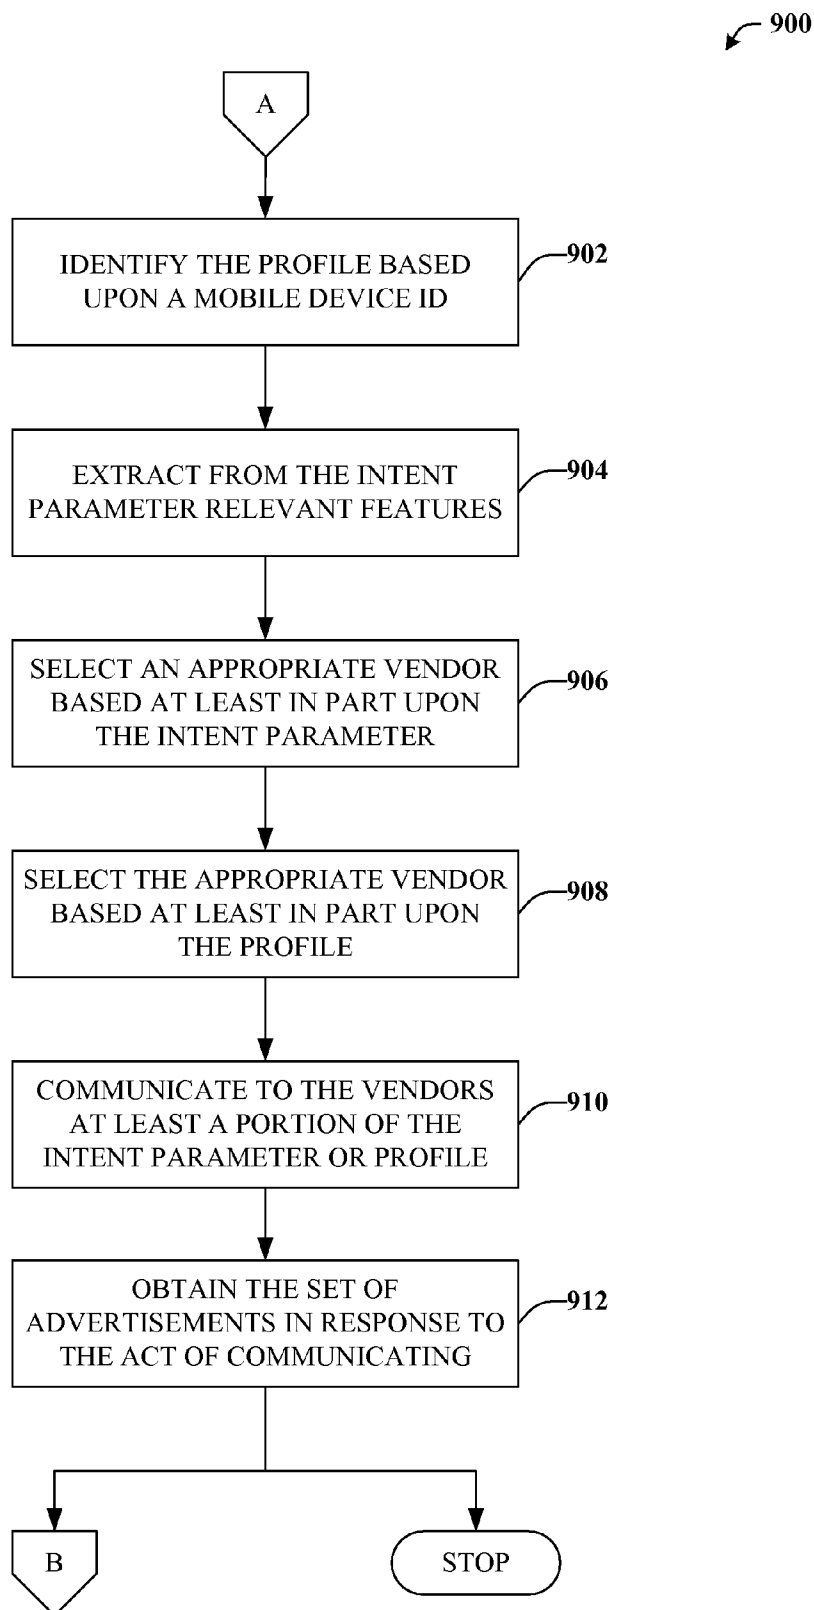 900
A
IDENTIFY THE PROFILE BASED
UPON A MOBILE DEVICE ID
902
EXTRACT FROM THE INTENT
PARAMETER RELEVANT FEATURES
904
SELECT AN APPROPRIATE VENDOR
BASED AT LEAST IN PART UPON
THE INTENT PARAMETER
906
SELECT THE APPROPRIATE VENDOR
BASED AT LEAST IN PART UPON
THE PROFILE
908
COMMUNICATE TO THE VENDORS
AT LEAST A PORTION OF THE
INTENT PARAMETER OR PROFILE
910
OBTAIN THE SET OF
ADVERTISEMENTS IN RESPONSE TO
THE ACT OF COMMUNICATING
912
B
STOP